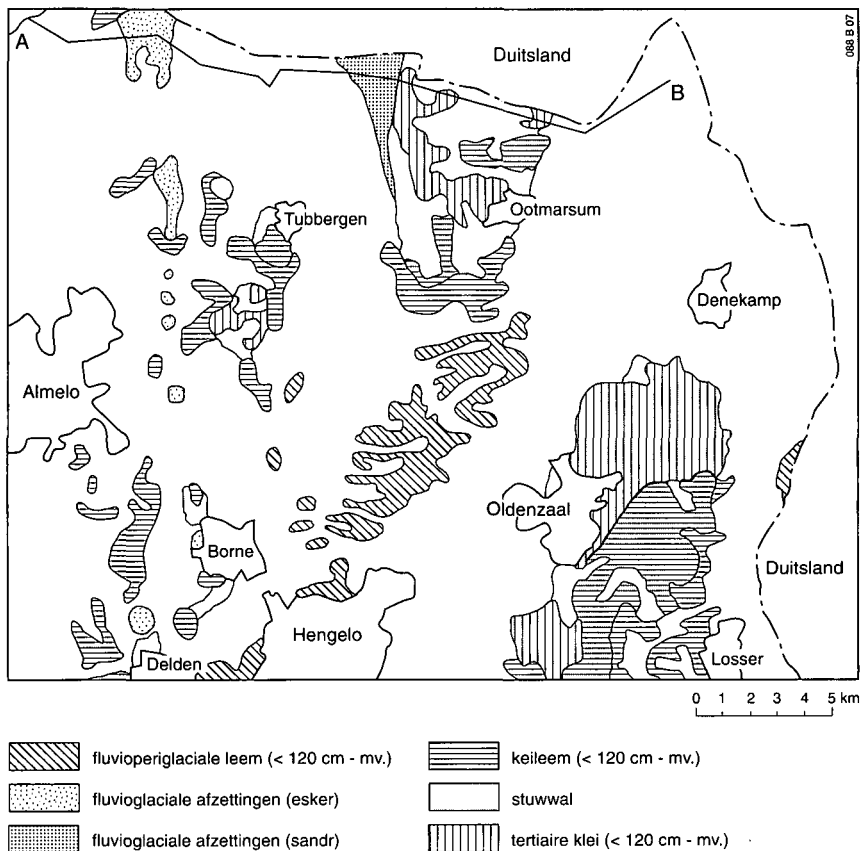 088 B 07
A
Duitsland
B
Tubbergen
Ootmarsum
Denekamp
Almelo
Oldenzaal
Borne
Duitsland
Hengelo
Delden
Losser
0 1 2 3 4 5 km
fluvioperiglaciale leem (< 120 cm - mv.)
keileem (< 120 cm - mv.)
fluvioglaciale afzettingen (esker)
stuwwal
fluvioglaciale afzettingen (sandr)
tertiaire klei (< 120 cm - mv.)